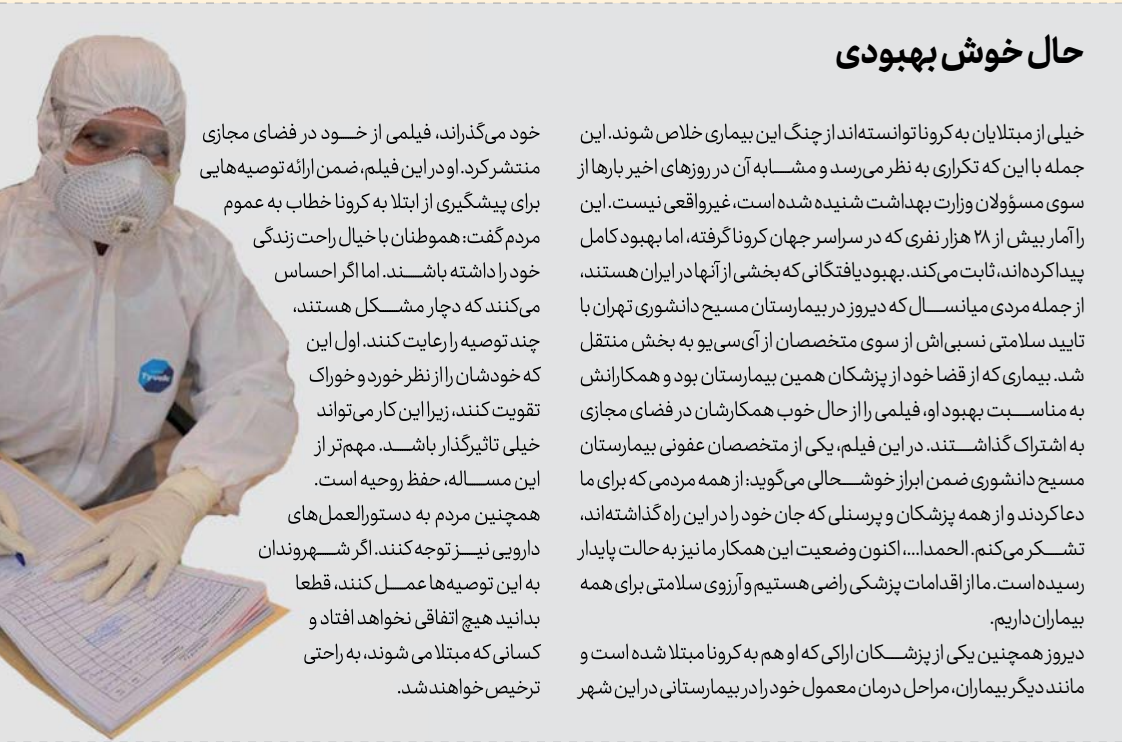 حال خوش بهبودی
خیلی از مبتلایان به کرونا توانسته‌اند از چنگ این بیماری خلاص شوند. این
جمله با این که تکراری به نظر می‌رسد و مشابه آن در روزهای اخیر بارها از
سوی مسؤولان وزارت بهداشت شنیده شده است، غیرواقعی نیست. این
را آمار بیش از ۲۸ هزار نفری که در سراسر جهان کرونا گرفته، اما بهبود کامل
پیدا کرده‌اند، ثابت می‌کند. بهبودیافتگانی که بخشی از آنها در ایران هستند،
از جمله مردی میانسال که دیروز در بیمارستان مسیح دانشوری تهران با
تایید سلامتی نسبی‌اش از سوی متخصصان از آی‌سی‌یو به بخش منتقل
شد. بیماری که از قضا خود از پزشکان همین بیمارستان بود و همکارانش
به مناسبت بهبود او، فیلمی را از حال خوب همکارشان در فضای مجازی
به اشتراک گذاشتند. در این فیلم، یکی از متخصصان عفونی بیمارستان
مسیح دانشوری ضمن ابراز خوشحالی می‌گوید: از همه مردمی که برای ما
دعا کردند و از همه پزشکان و پرسنلی که جان خود را در این راه گذاشته‌اند،
تشکر می‌کنم. الحمدا...، اکنون وضعیت این همکار ما نیز به حالت پایدار
رسیده است. ما از اقدامات پزشکی راضی هستیم و آرزوی سلامتی برای همه
بیماران داریم.
دیروز همچنین یکی از پزشکان اراکی که او هم به کرونا مبتلا شده است و
مانند دیگر بیماران، مراحل درمان معمول خود را در بیمارستانی در این شهر
خود می‌گذراند، فیلمی از خود در فضای مجازی
منتشر کرد. او در این فیلم، ضمن ارائه توصیه‌هایی
برای پیشگیری از ابتلا به کرونا خطاب به عموم
مردم گفت: هموطنان با خیال راحت زندگی
خود را داشته باشند. اما اگر احساس
می‌کنند که دچار مشکل هستند،
چند توصیه را رعایت کنند. اول این
که خودشان را از نظر خورد و خوراک
تقویت کنند، زیرا این کار می‌تواند
خیلی تاثیرگذار باشد. مهم‌تر از
این مساله، حفظ روحیه است.
همچنین مردم به دستورالعمل‌های
دارویی نیز توجه کنند. اگر شهروندان
به این توصیه‌ها عمل کنند، قطعا
بدانید هیچ اتفاقی نخواهد افتاد و
کسانی که مبتلا می شوند، به راحتی
ترخیص خواهند شد.
Tyvek